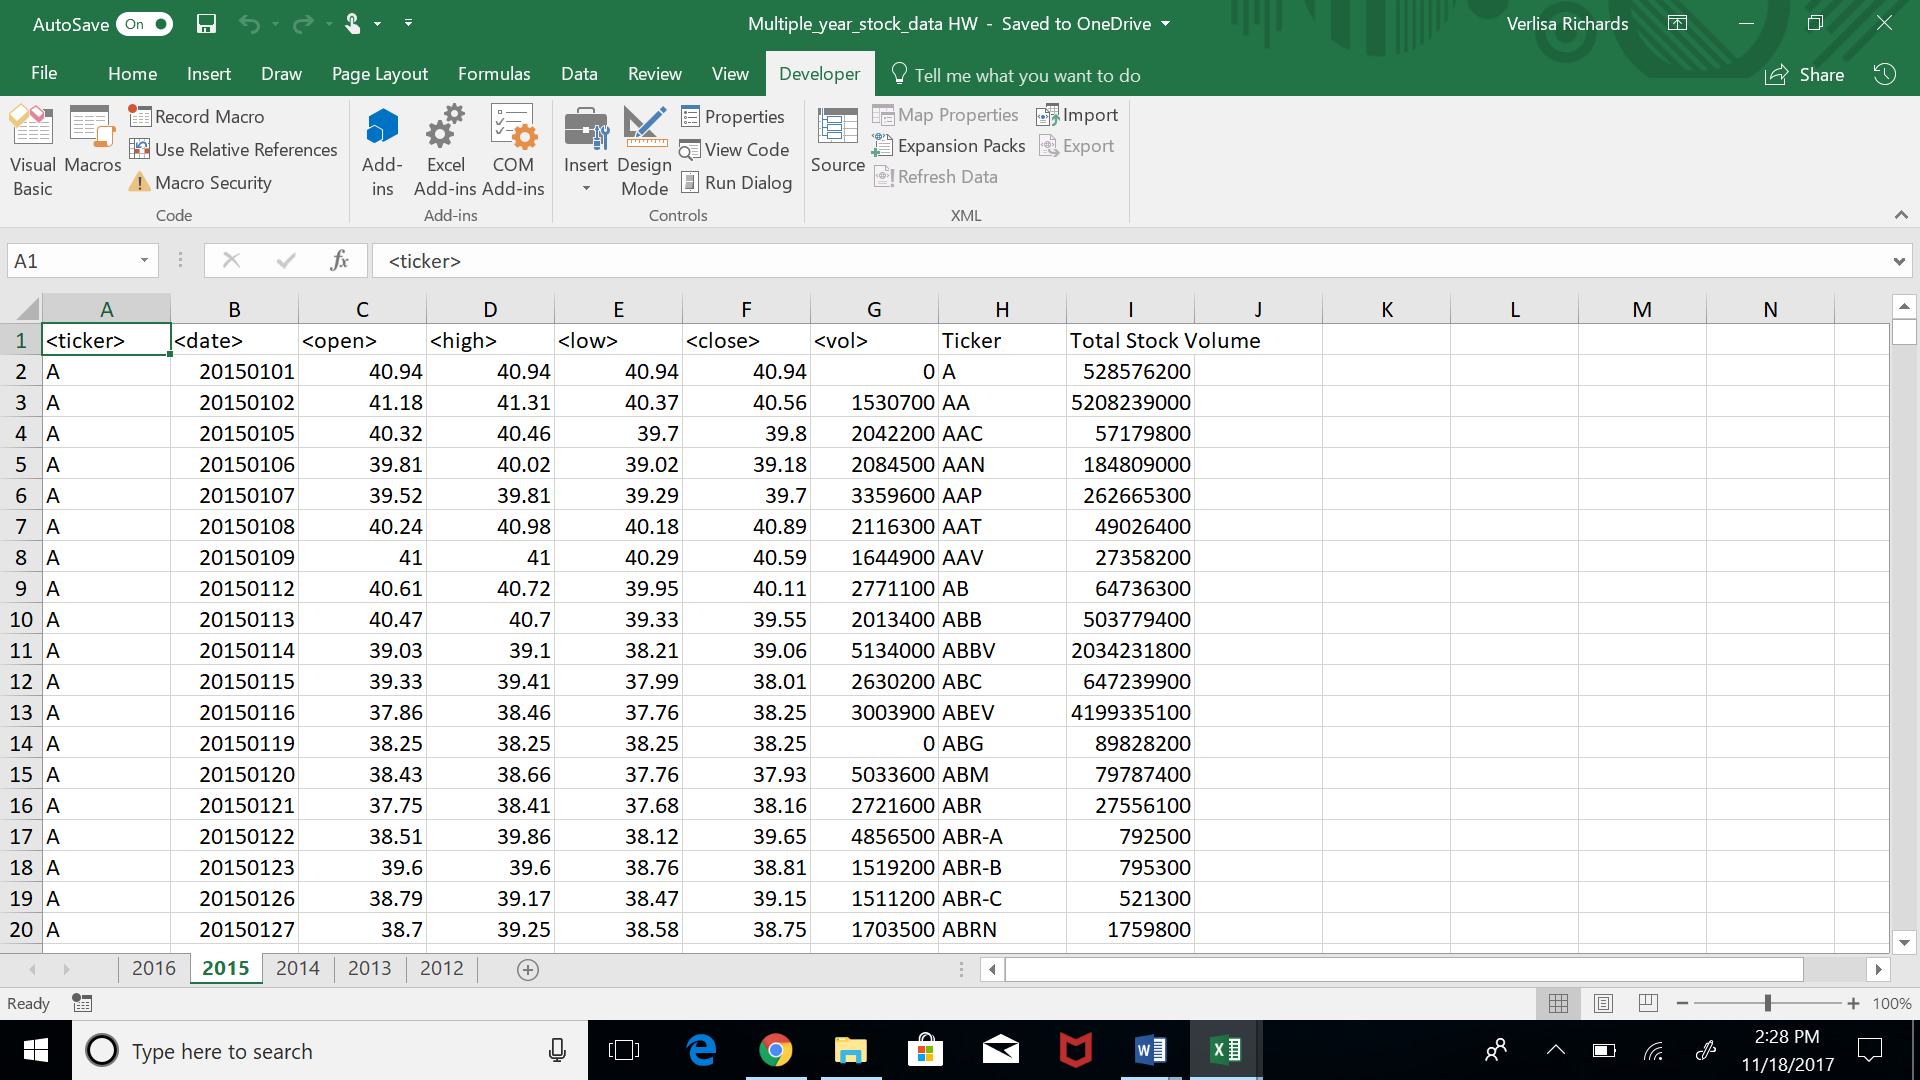 AutoSave On Multiple_year_stock_data HW - Saved to OneDrive Verlisa Richards
File Home Insert Draw Page Layout Formulas Data Review View Developer Tell me what you want to do Share
Visual Basic Macros Record Macro Use Relative References Macro Security Code
Add-ins Excel Add-ins COM Add-ins Add-ins
Insert Design Mode Properties View Code Run Dialog Controls
Source Map Properties Expansion Packs Refresh Data Import Export XML
A1 fx <ticker>
A B C D E F G H I J K L M N
1 <ticker> <date> <open> <high> <low> <close> <vol> Ticker Total Stock Volume
2 A 20150101 40.94 40.94 40.94 40.94 0 A 528576200
3 A 20150102 41.18 41.31 40.37 40.56 1530700 AA 5208239000
4 A 20150105 40.32 40.46 39.7 39.8 2042200 AAC 57179800
5 A 20150106 39.81 40.02 39.02 39.18 2084500 AAN 184809000
6 A 20150107 39.52 39.81 39.29 39.7 3359600 AAP 262665300
7 A 20150108 40.24 40.98 40.18 40.89 2116300 AAT 49026400
8 A 20150109 41 41 40.29 40.59 1644900 AAV 27358200
9 A 20150112 40.61 40.72 39.95 40.11 2771100 AB 64736300
10 A 20150113 40.47 40.7 39.33 39.55 2013400 ABB 503779400
11 A 20150114 39.03 39.1 38.21 39.06 5134000 ABBV 2034231800
12 A 20150115 39.33 39.41 37.99 38.01 2630200 ABC 647239900
13 A 20150116 37.86 38.46 37.76 38.25 3003900 ABEV 4199335100
14 A 20150119 38.25 38.25 38.25 38.25 0 ABG 89828200
15 A 20150120 38.43 38.66 37.76 37.93 5033600 ABM 79787400
16 A 20150121 37.75 38.41 37.68 38.16 2721600 ABR 27556100
17 A 20150122 38.51 39.86 38.12 39.65 4856500 ABR-A 792500
18 A 20150123 39.6 39.6 38.76 38.81 1519200 ABR-B 795300
19 A 20150126 38.79 39.17 38.47 39.15 1511200 ABR-C 521300
20 A 20150127 38.7 39.25 38.58 38.75 1703500 ABRN 1759800
2016 2015 2014 2013 2012
Ready 100%
Type here to search 2:28 PM
11/18/2017